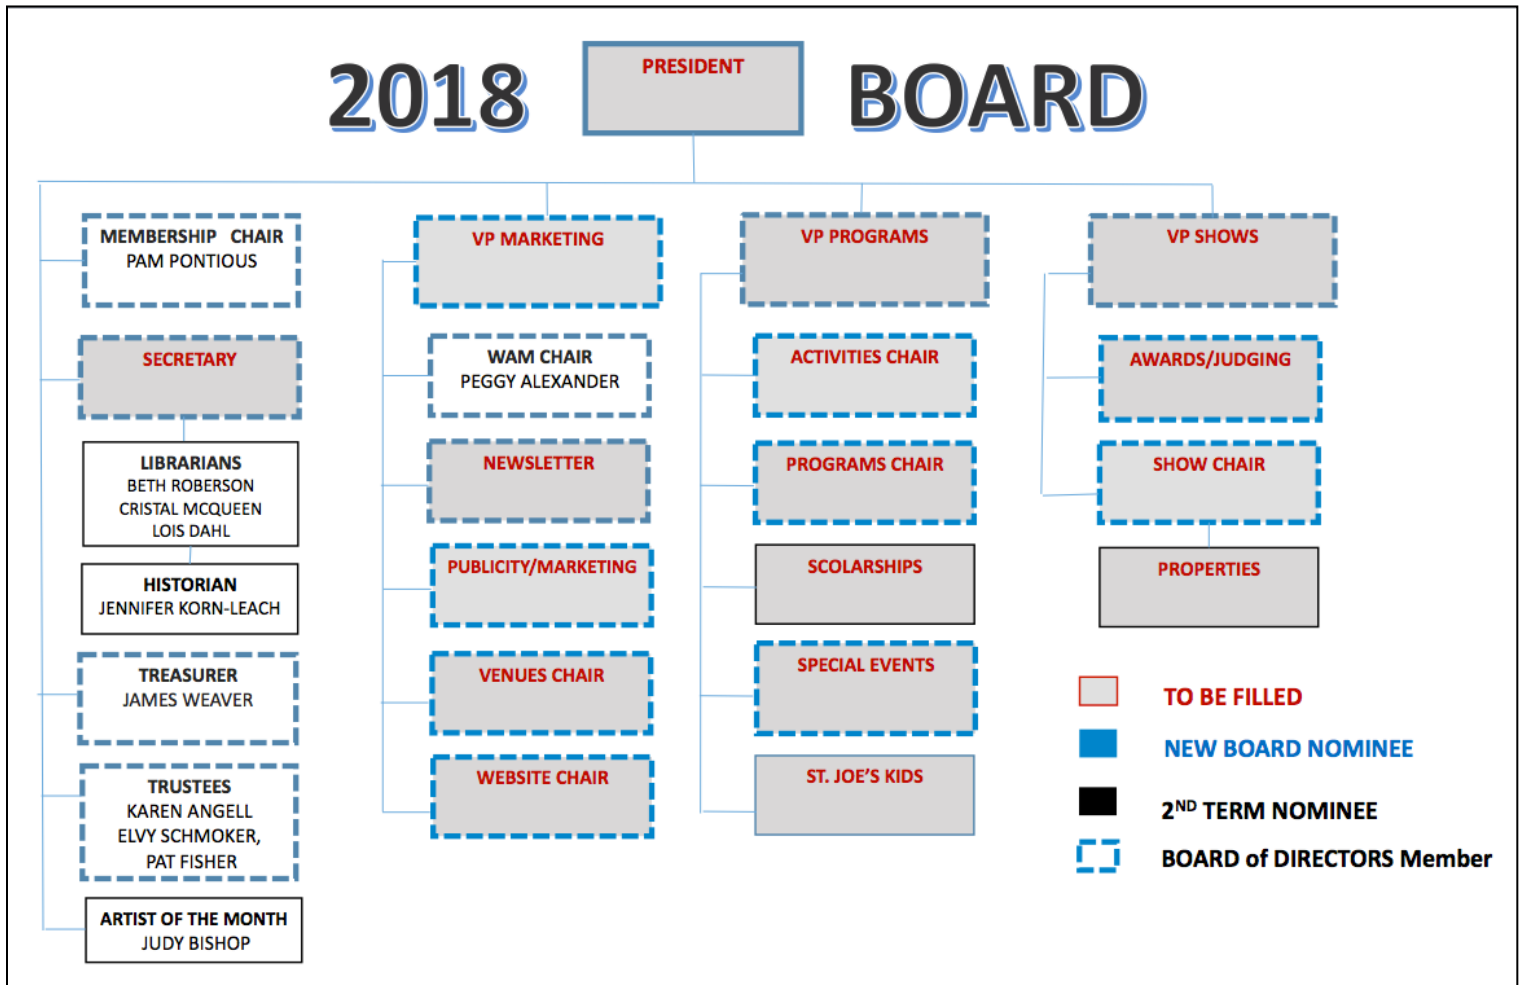 2018
PRESIDENT
BOARD
MEMBERSHIP CHAIR
PAM PONTIOUS
SECRETARY
LIBRARIANS
BETH ROBERSON
CRISTAL MCQUEEN
LOIS DAHL
HISTORIAN
JENNIFER KORN-LEACH
TREASURER
JAMES WEAVER
TRUSTEES
KAREN ANGELL
ELVY SCHMOKER,
PAT FISHER
ARTIST OF THE MONTH
JUDY BISHOP
VP MARKETING
WAM CHAIR
PEGGY ALEXANDER
NEWSLETTER
PUBLICITY/MARKETING
VENUES CHAIR
WEBSITE CHAIR
VP PROGRAMS
ACTIVITIES CHAIR
PROGRAMS CHAIR
SCOLARSHIPS
SPECIAL EVENTS
ST. JOE'S KIDS
VP SHOWS
AWARDS/JUDGING
SHOW CHAIR
PROPERTIES
TO BE FILLED
NEW BOARD NOMINEE
2ND TERM NOMINEE
BOARD of DIRECTORS Member